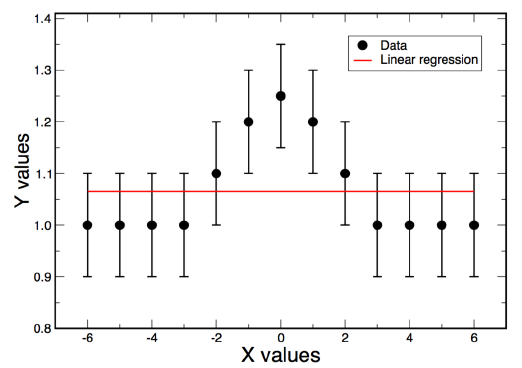 1.4
1.3
1.2
1.1
1.0
0.9
0.8
Y values
Data
Linear regression
-6 -4 -2 0 2 4 6
X values